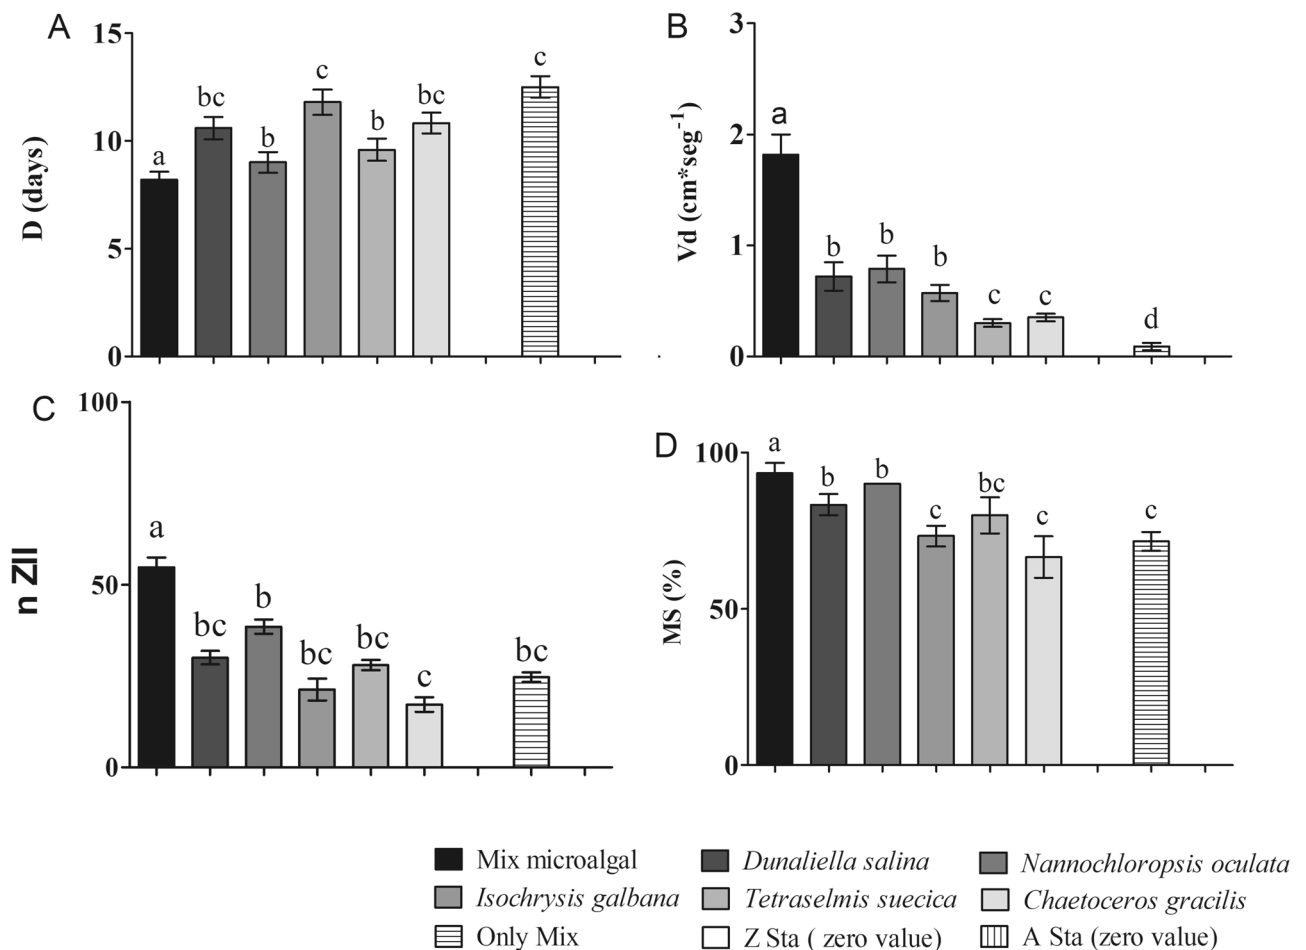 A
15
10
5
0
D (days)
a
bc
b
c
b
bc
c
B
3
2
1
0
Vd (cm*seg-1)
a
b
b
b
c
c
d
C
100
50
0
n ZII
a
bc
b
bc
bc
c
bc
D
100
50
0
MS (%)
a
b
b
c
bc
c
c
Mix microalgal Dunaliella salina Nannochloropsis oculata
Isochrysis galbana Tetraselmis suecica Chaetoceros gracilis
Only Mix Z Sta ( zero value) A Sta (zero value)